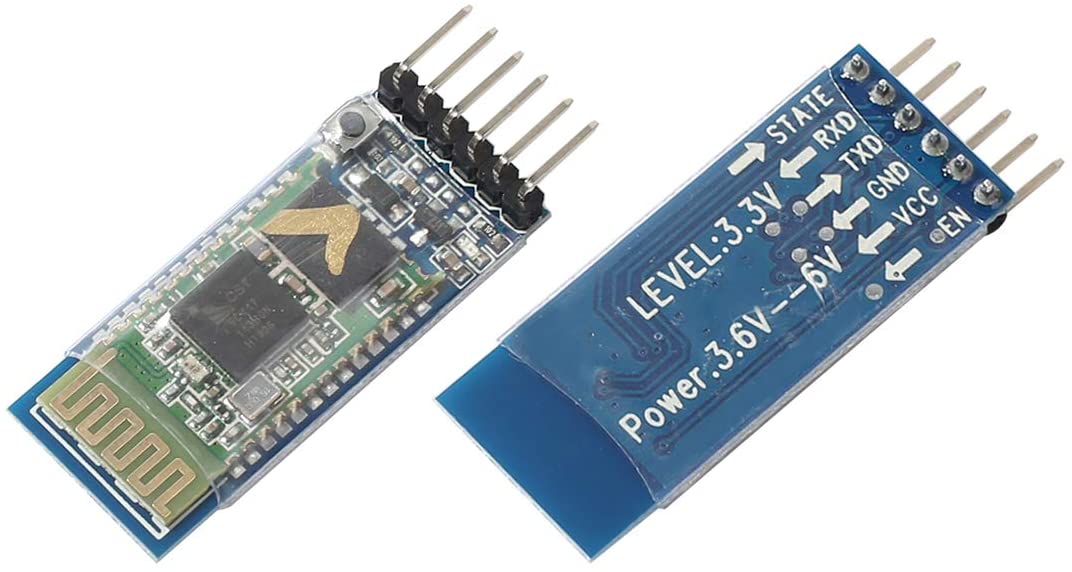 STATE
RXD
TXD
GND
VCC
EN
LEVEL:3.3V
Power:3.6V---6V